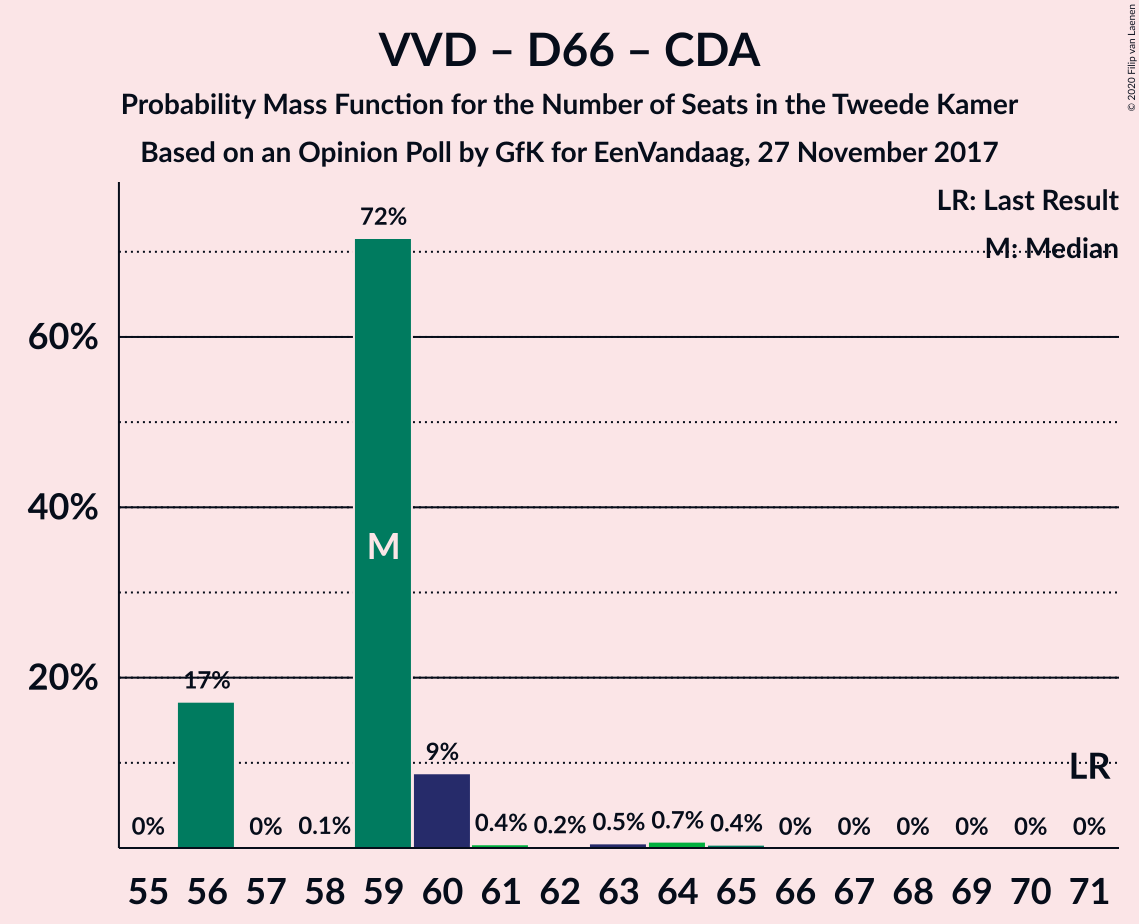 VVD – D66 – CDA
Probability Mass Function for the Number of Seats in the Tweede Kamer
Based on an Opinion Poll by GfK for EenVandaag, 27 November 2017
© 2020 Filip van Laenen
LR: Last Result
M: Median
60%
40%
20%
0%
17%
0%
0.1%
72%
M
9%
0.4%
0.2%
0.5%
0.7%
0.4%
0%
0%
0%
0%
0%
0%
LR
55 56 57 58 59 60 61 62 63 64 65 66 67 68 69 70 71